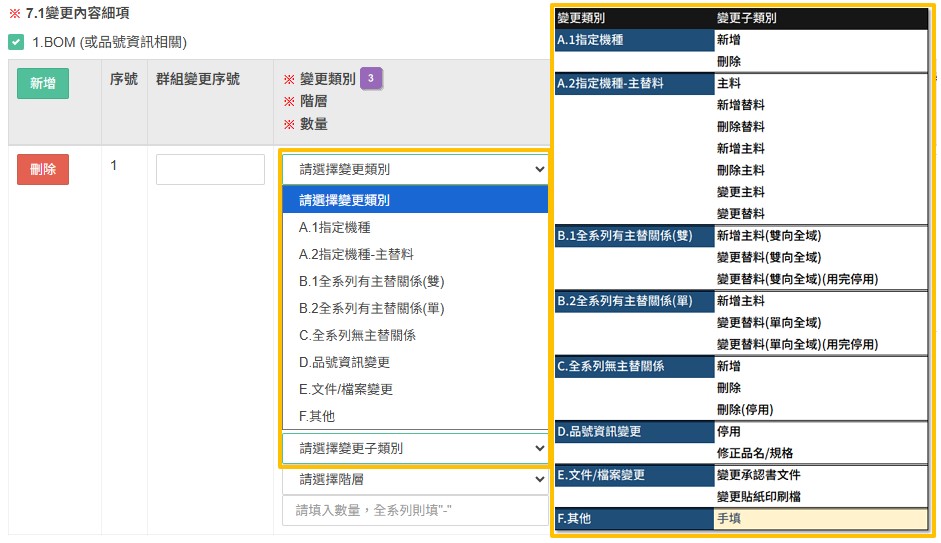 ※ 7.1變更內容細項
1.BOM (或品號資訊相關)
新增
序號
群組變更序號
※ 變更類別 3
※ 階層
※ 數量
刪除
1
請選擇變更類別
請選擇變更類別
A.1指定機種
A.2指定機種-主替料
B.1全系列有主替關係(雙)
B.2全系列有主替關係(單)
C.全系列無主替關係
D.品號資訊變更
E.文件/檔案變更
F.其他
請選擇變更子類別
請選擇階層
請填入數量，全系列則填"-"
變更類別 變更子類別
A.1指定機種 新增
刪除
A.2指定機種-主替料 主料
新增替料
刪除替料
新增主料
刪除主料
變更主料
變更替料
B.1全系列有主替關係(雙) 新增主料(雙向全域)
變更替料(雙向全域)
變更替料(雙向全域)(用完停用)
B.2全系列有主替關係(單) 新增主料
變更替料(單向全域)
變更替料(單向全域)(用完停用)
C.全系列無主替關係 新增
刪除
刪除(停用)
D.品號資訊變更 停用
修正品名/規格
E.文件/檔案變更 變更承認書文件
變更貼紙印刷檔
F.其他 手填